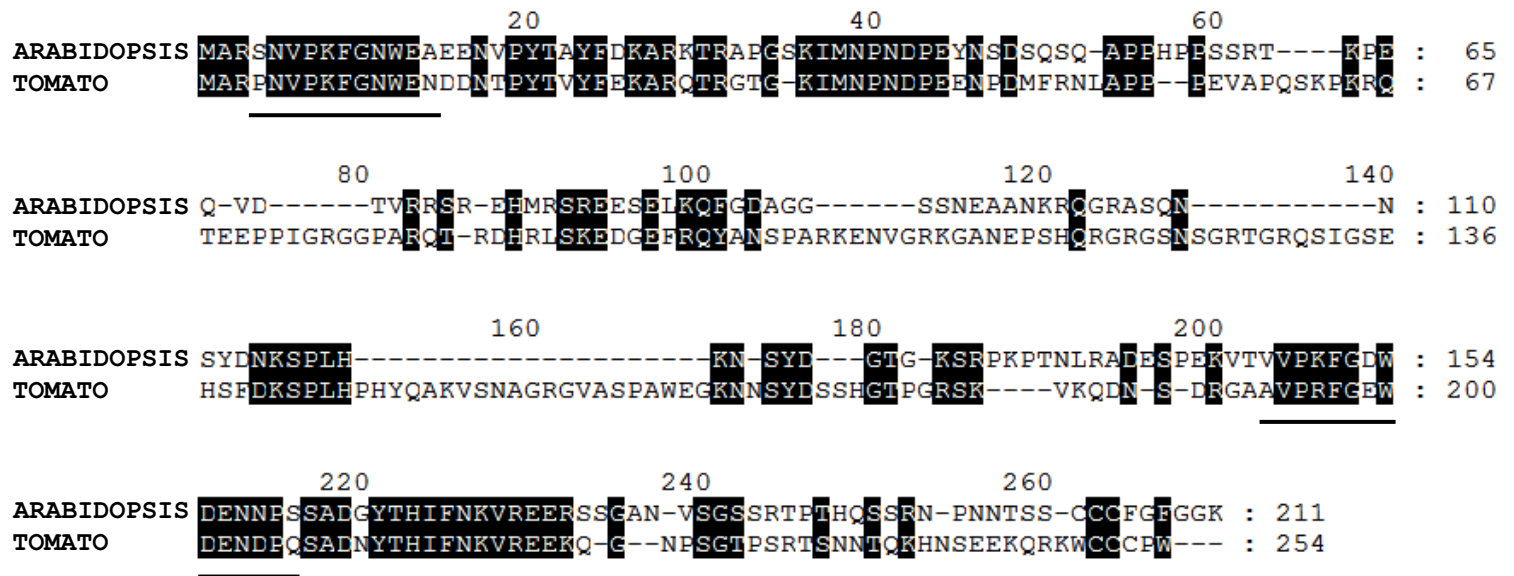 20 40 60
ARABIDOPSIS MARSNVPKFGNWEAEENVPYTAYFDKARKTRAPGSKIMNPNDPEYNSDSQSQ-APPHPPSSRT----KPE : 65
TOMATO MARPNVPKFGNWENDDNTPYTVYFEKARQTRGTG-KIMNPNDPEENPDMFRNLAPP--PEVAPQSKPKRQ : 67
80 100 120 140
ARABIDOPSIS Q-VD------TVRRSR-EHMRSREESELKQFGDAGG------SSNEAANKRQGRASQN-----------N : 110
TOMATO TEEPPIGRGGPARQT-RDHRLSKEDGEFRQYANSPARKENVGRKGANEPSHQRGRGSNSGRTGRQSIGSE : 136
160 180 200
ARABIDOPSIS SYDNKSPLH---------------------KN-SYD---GTG-KSRPKPTNLRADESPEKVTVVPKFGDW : 154
TOMATO HSFDKSPLHPHYQAKVSNAGRGVASPAWEGKNNSYDSSHGTPGRSK----VKQDN-S-DRGAAVPRFGEW : 200
220 240 260
ARABIDOPSIS DENNPSSADGYTHIFNKVREERSSGAN-VSGSSRTPTHQSSRN-PNNTSS-CCCFGFGGK : 211
TOMATO DENDPQSADNYTHIFNKVREEKQ-G--NPSGTPSRTSNNTQKHNSEEKQRKWCCCPW--- : 254